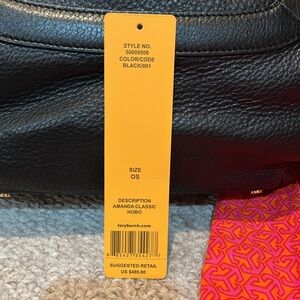 STYLE NO.
50009500
COLOR/CODE
BLACK/001
SIZE
OS
DESCRIPTION
AMANDA CLASSIC
HOBO
toryburch.com
SUGGESTED RETAIL
US $485.00